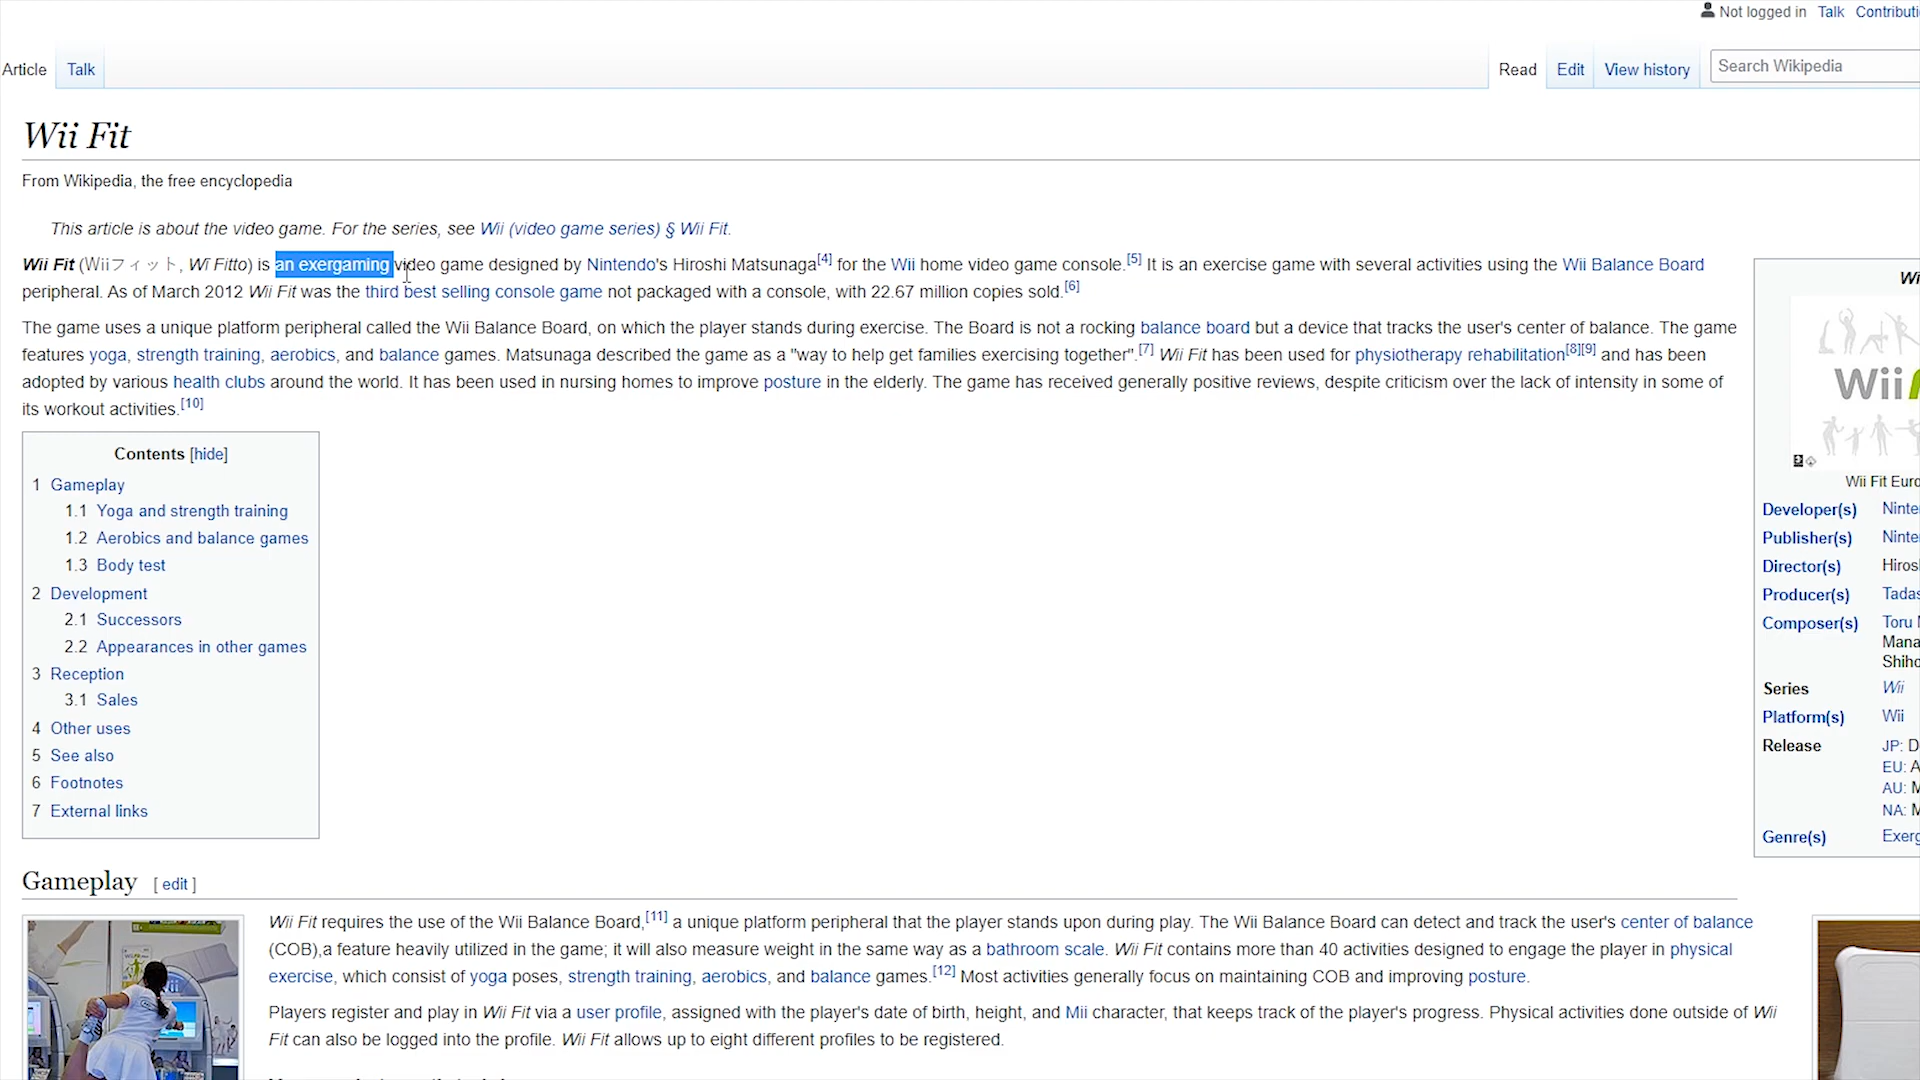 Not logged in Talk Contributi
Article Talk Read Edit View history Search Wikipedia
Wii Fit
From Wikipedia, the free encyclopedia
This article is about the video game. For the series, see Wii (video game series) § Wii Fit.
Wii Fit (Wiiフィット, Wī Fitto) is an exergaming video game designed by Nintendo's Hiroshi Matsunaga[4] for the Wii home video game console.[5] It is an exercise game with several activities using the Wii Balance Board
peripheral. As of March 2012 Wii Fit was the third best selling console game not packaged with a console, with 22.67 million copies sold.[6]
The game uses a unique platform peripheral called the Wii Balance Board, on which the player stands during exercise. The Board is not a rocking balance board but a device that tracks the user's center of balance. The game
features yoga, strength training, aerobics, and balance games. Matsunaga described the game as a "way to help get families exercising together".[7] Wii Fit has been used for physiotherapy rehabilitation[8][9] and has been
adopted by various health clubs around the world. It has been used in nursing homes to improve posture in the elderly. The game has received generally positive reviews, despite criticism over the lack of intensity in some of
its workout activities.[10]
Contents [hide]
1 Gameplay
1.1 Yoga and strength training
1.2 Aerobics and balance games
1.3 Body test
2 Development
2.1 Successors
2.2 Appearances in other games
3 Reception
3.1 Sales
4 Other uses
5 See also
6 Footnotes
7 External links
Wi
Wii
Wii Fit Euro
Developer(s) Ninte
Publisher(s) Ninte
Director(s) Hiros
Producer(s) Tadas
Composer(s) Toru
Mana
Shiho
Series Wii
Platform(s) Wii
Release JP: D
EU: A
AU: M
NA: M
Genre(s) Exerg
Gameplay [ edit ]
Wii Fit requires the use of the Wii Balance Board,[11] a unique platform peripheral that the player stands upon during play. The Wii Balance Board can detect and track the user's center of balance
(COB),a feature heavily utilized in the game; it will also measure weight in the same way as a bathroom scale. Wii Fit contains more than 40 activities designed to engage the player in physical
exercise, which consist of yoga poses, strength training, aerobics, and balance games.[12] Most activities generally focus on maintaining COB and improving posture.
Players register and play in Wii Fit via a user profile, assigned with the player's date of birth, height, and Mii character, that keeps track of the player's progress. Physical activities done outside of Wii
Fit can also be logged into the profile. Wii Fit allows up to eight different profiles to be registered.